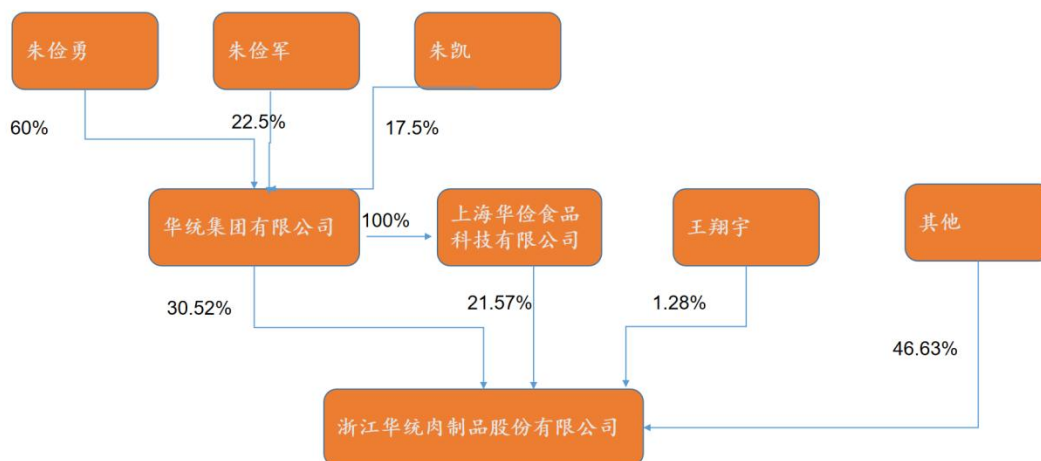 朱俭勇
朱俭军
朱凯
60%
22.5%
17.5%
华统集团有限公司
100%
上海华俭食品
科技有限公司
王翔宇
其他
30.52%
21.57%
1.28%
46.63%
浙江华统肉制品股份有限公司